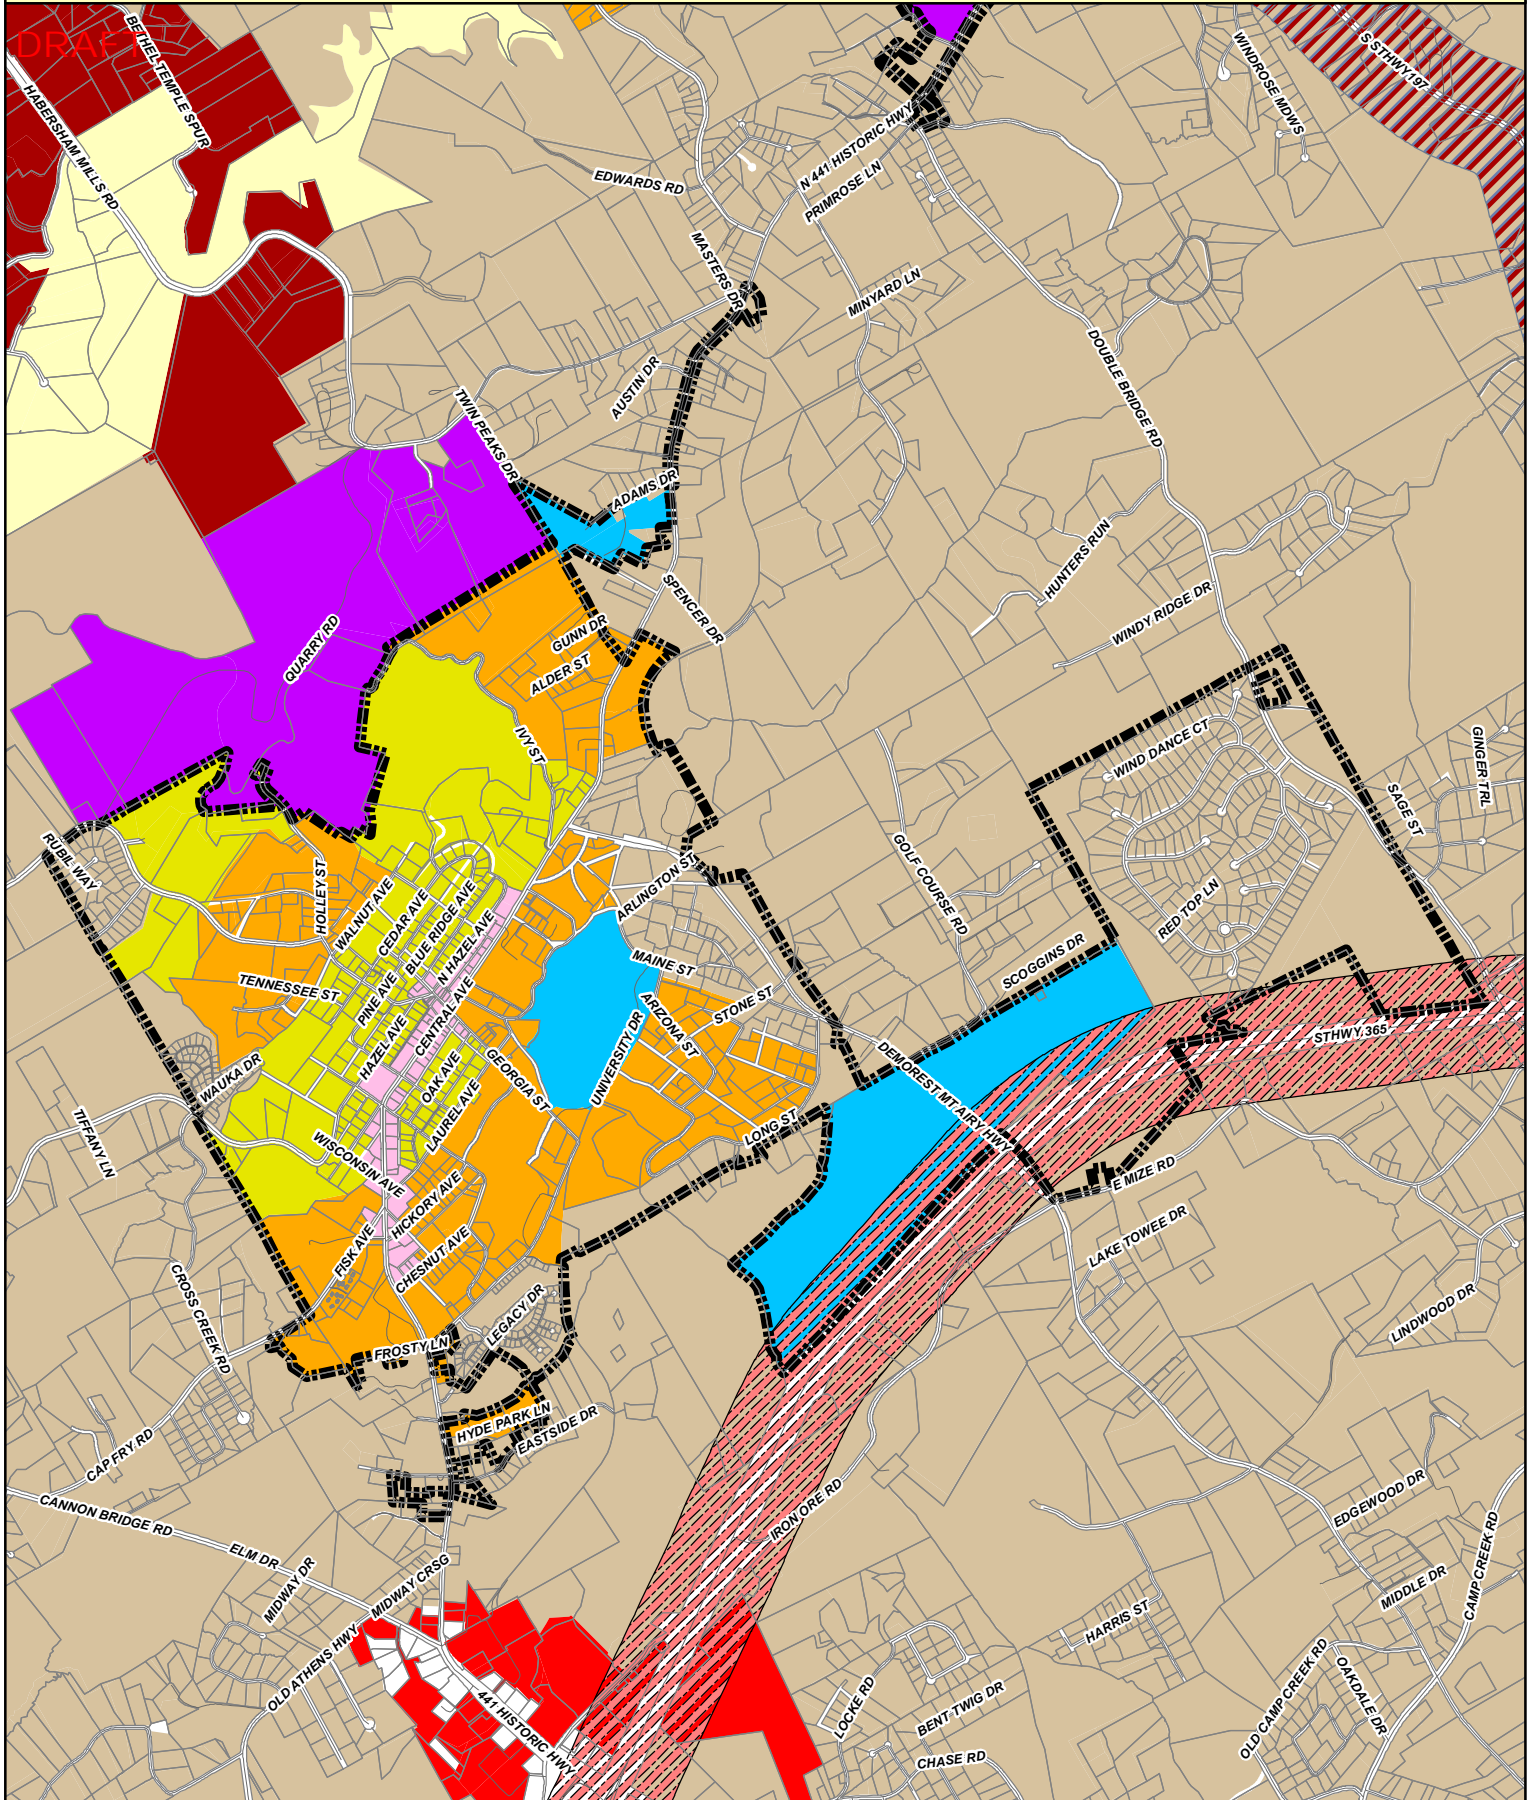 DRAFT
BETHEL TEMPLE SPUR
HABERSHAM MILLS RD
WINDROSE MDWS
S STHWY 197
EDWARDS RD
N 441 HISTORIC HWY
PRIMROSE LN
MASTERS DR
MINYARD LN
DOUBLE BRIDGE RD
AUSTIN DR
TWIN PEAKS DR
ADAMS DR
HUNTERS RUN
WINDY RIDGE DR
SPENCER DR
QUARRY RD
GUNN DR
ALDER ST
IVY ST
WIND DANCE CT
GINGER TRL
SAGE ST
RUBIL WAY
HOLLEY ST
WALNUT AVE
CEDAR AVE
BLUE RIDGE AVE
N HAZEL AVE
ARLINGTON ST
GOLF COURSE RD
RED TOP LN
MAINE ST
SCOGGINS DR
TENNESSEE ST
PINE AVE
CENTRAL AVE
HAZEL AVE
ARIZONA ST
STONE ST
STHWY 365
UNIVERSITY DR
GEORGIA ST
OAK AVE
LAUREL AVE
WAUKA DR
DEMOREST MT AIRY HWY
LONG ST
TIFFANY LN
WISCONSIN AVE
HICKORY AVE
E MIZE RD
FISK AVE
CHESNUT AVE
LAKE TOWEE DR
CROSS CREEK RD
LEGACY DR
LINDWOOD DR
FROSTY LN
HYDE PARK LN
EASTSIDE DR
CAP FRY RD
CANNON BRIDGE RD
IRON ORE RD
EDGEWOOD DR
ELM DR
MIDWAY DR
MIDWAY CRSG
CAMP CREEK RD
MIDDLE DR
HARRIS ST
OLD ATHENS HWY
441 HISTORIC HWY
LOCKE RD
BENT TWIG DR
CHASE RD
OLD CAMP CREEK RD
OAKDALE DR